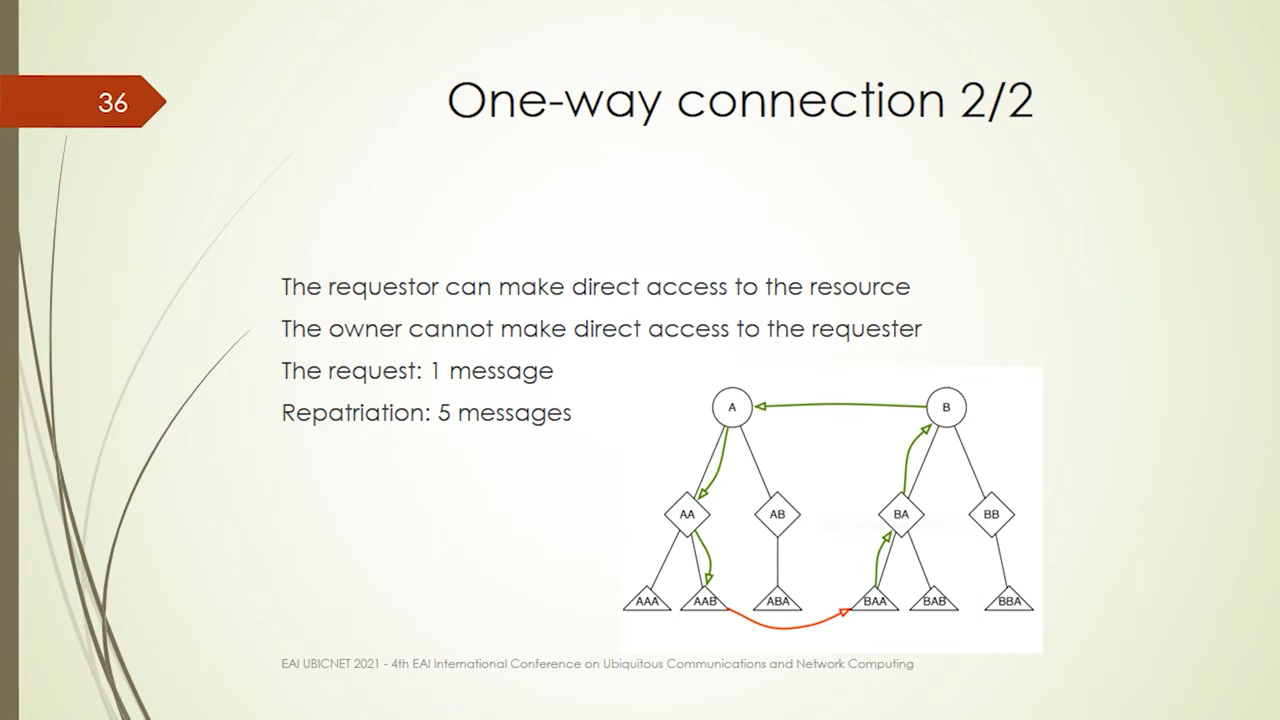 36
One-way connection 2/2
The requestor can make direct access to the resource
The owner cannot make direct access to the requester
The request: 1 message
Repatriation: 5 messages
A
B
AA
AB
BA
BB
AAA
AAB
ABA
BAA
BAB
BBA
EAI UBICNET 2021 - 4th EAI International Conference on Ubiquitous Communications and Network Computing